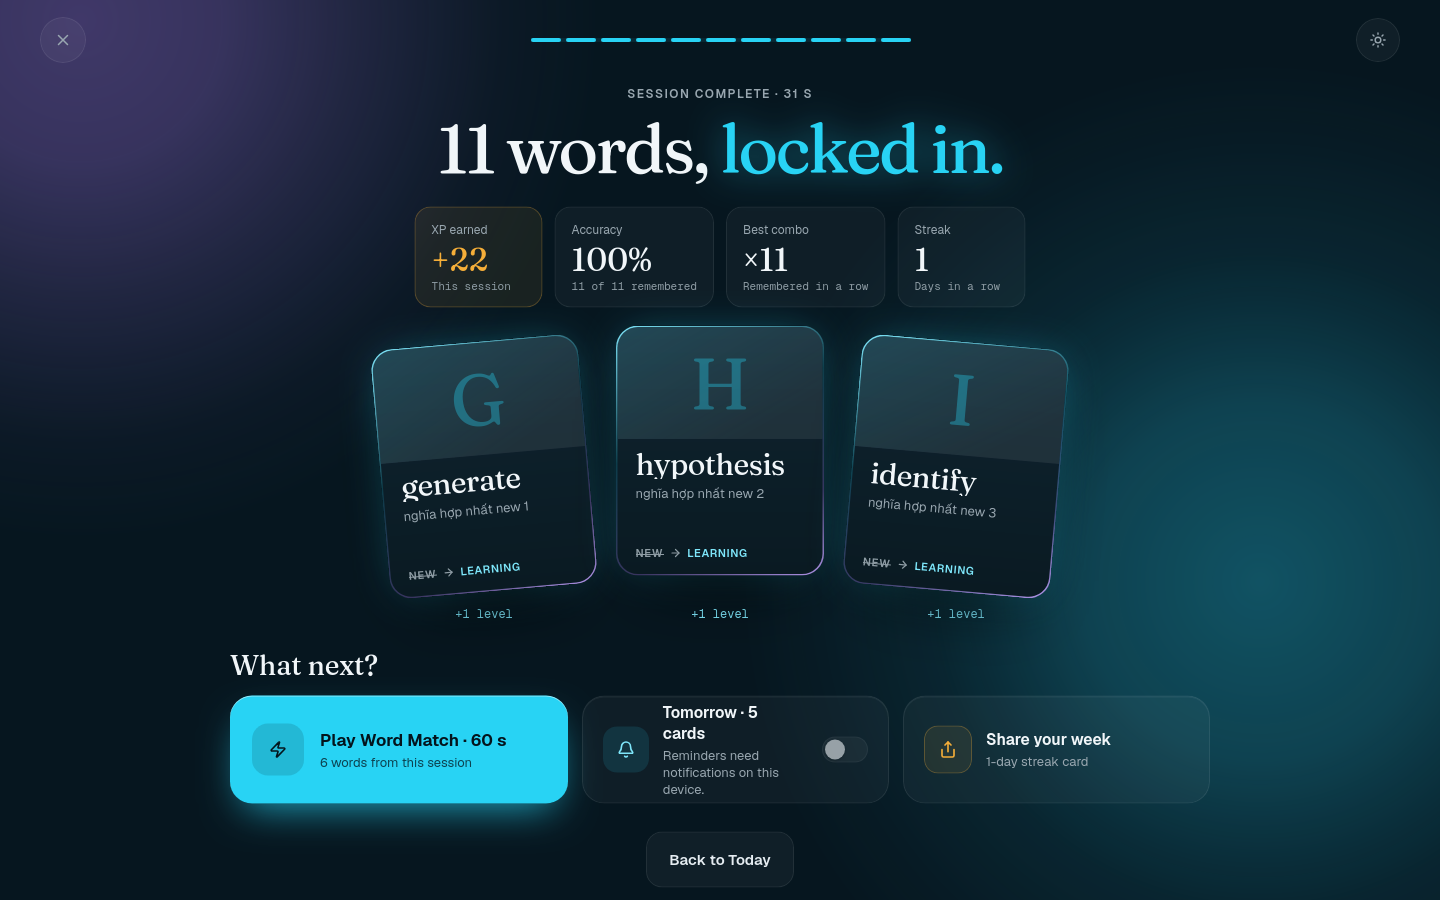 SESSION COMPLETE · 31 S
11 words, locked in.
XP earned
+22
This session
Accuracy
100%
11 of 11 remembered
Best combo
×11
Remembered in a row
Streak
1
Days in a row
G
generate
nghĩa hợp nhất new 1
NEW → LEARNING
+1 level
H
hypothesis
nghĩa hợp nhất new 2
NEW → LEARNING
+1 level
I
identify
nghĩa hợp nhất new 3
NEW → LEARNING
+1 level
What next?
Play Word Match · 60 s
6 words from this session
Tomorrow · 5
cards
Reminders need
notifications on this
device.
Share your week
1-day streak card
Back to Today